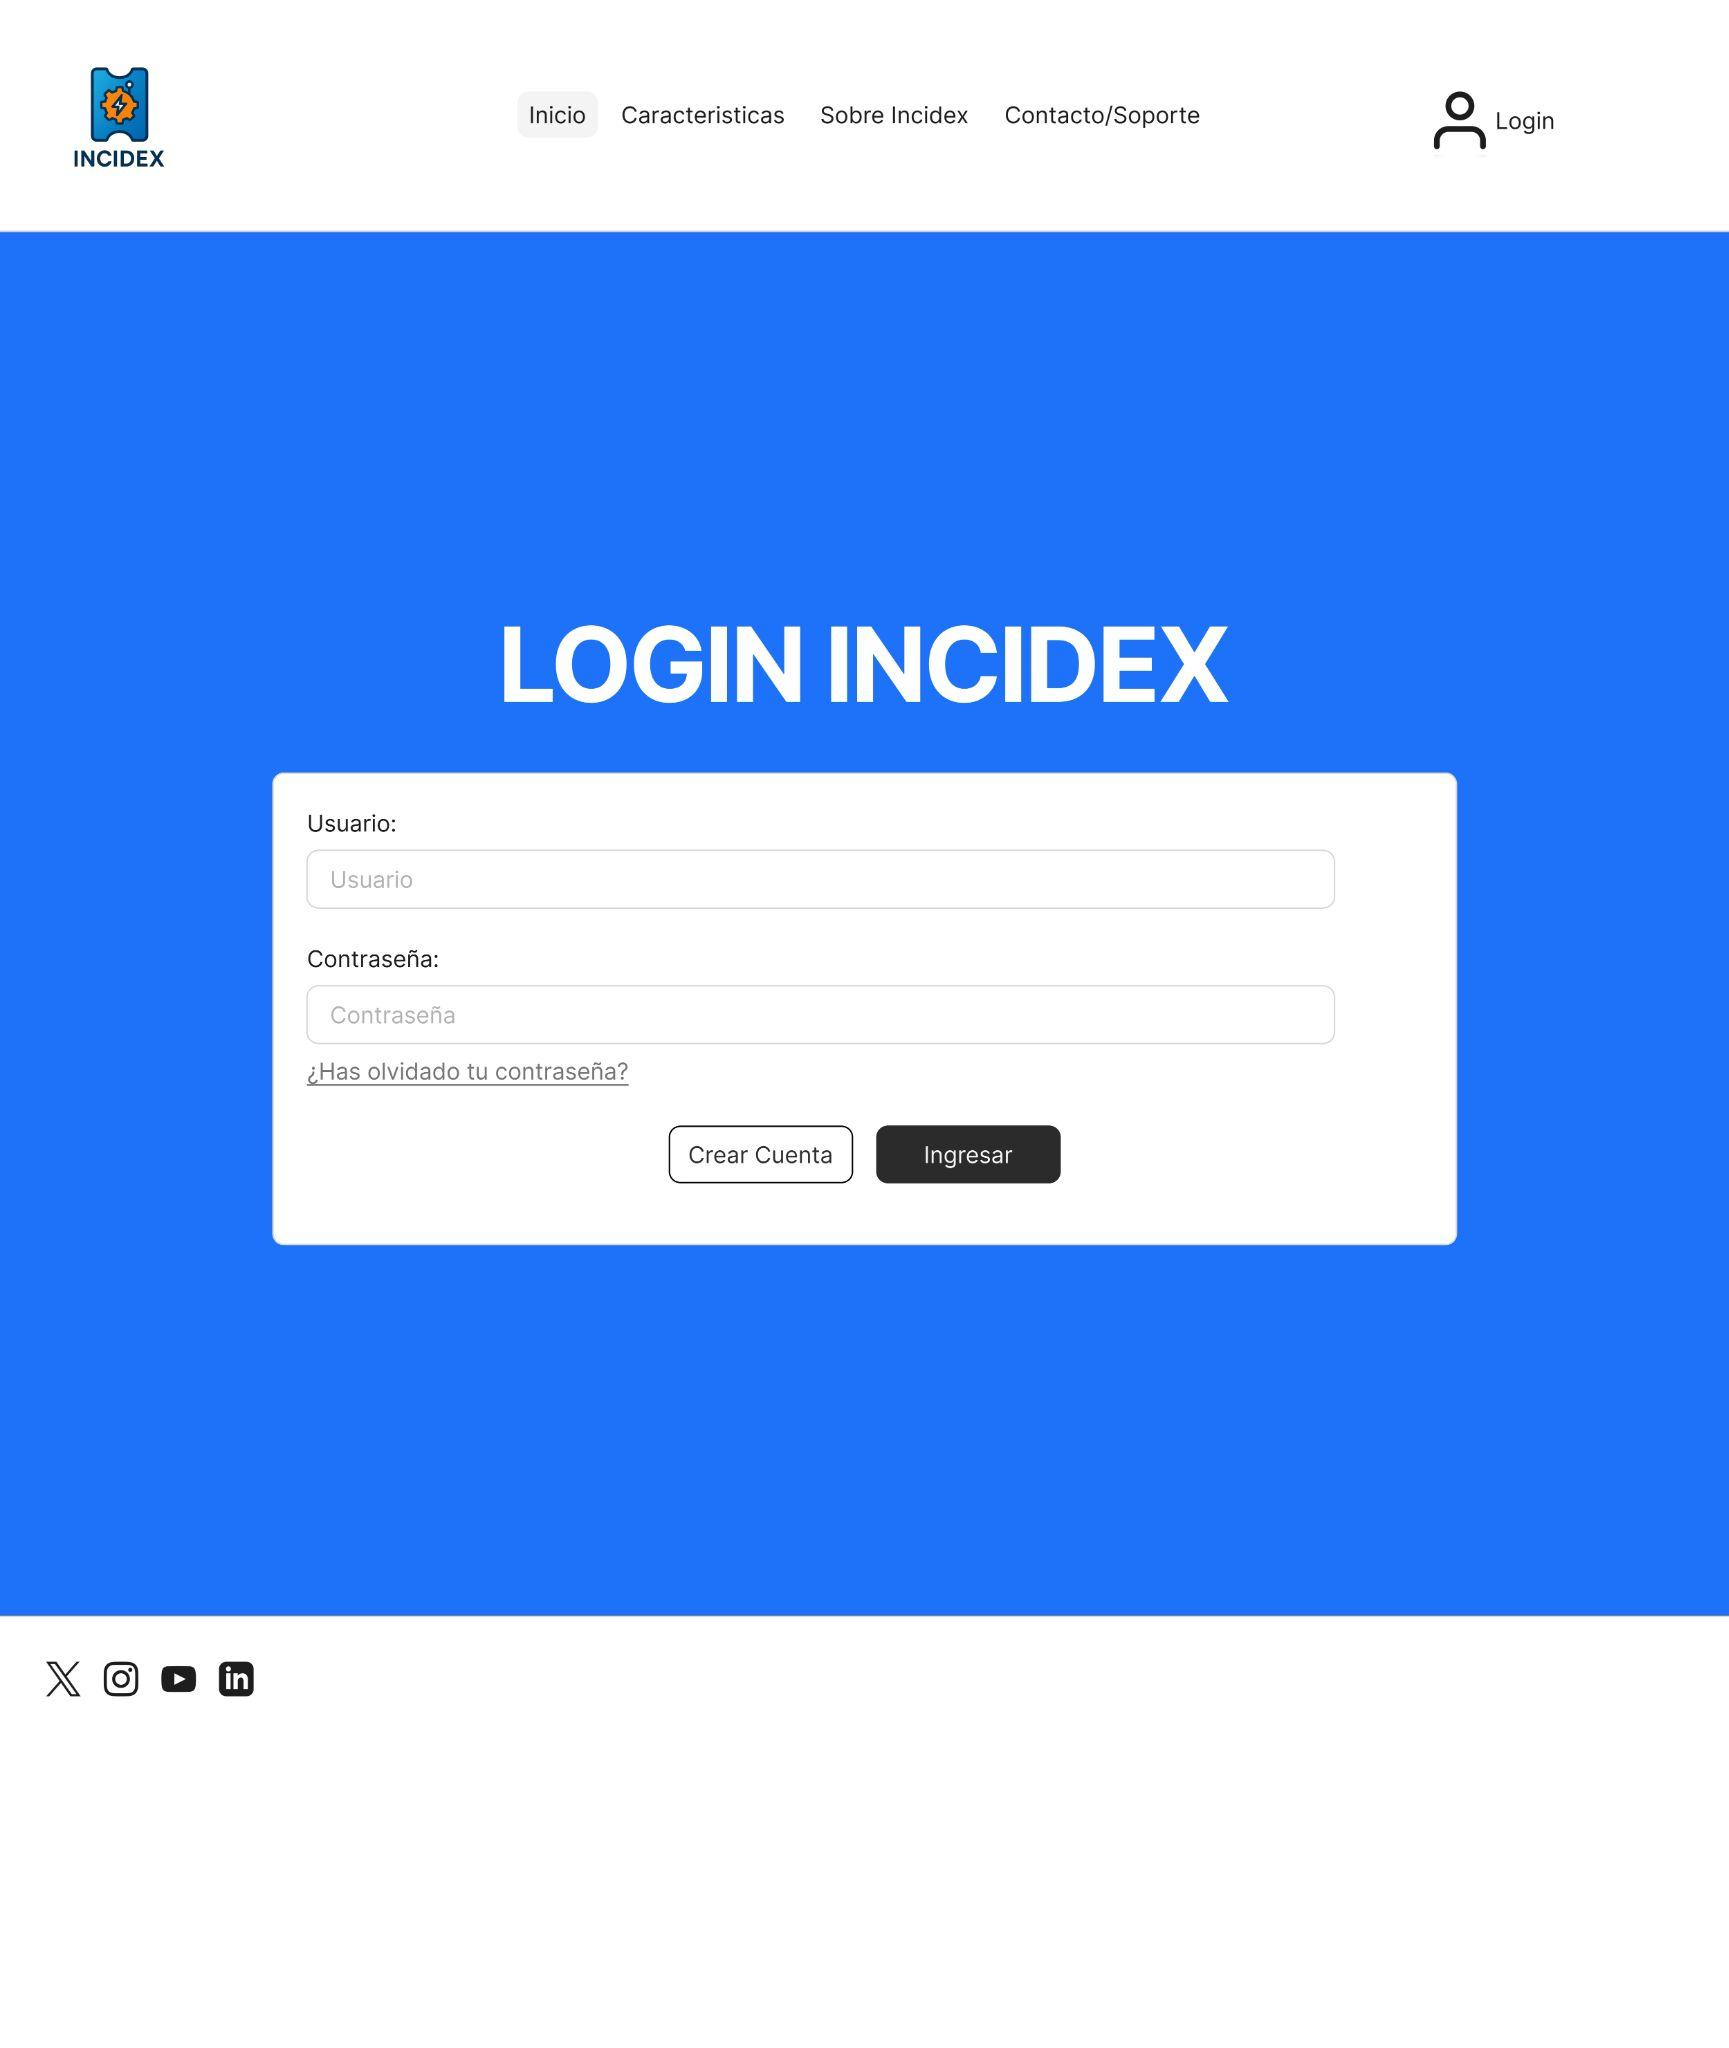 INCIDEX
Inicio Caracteristicas Sobre Incidex Contacto/Soporte
Login
LOGIN INCIDEX
Usuario:
Usuario
Contraseña:
Contraseña
¿Has olvidado tu contraseña?
Crear Cuenta Ingresar